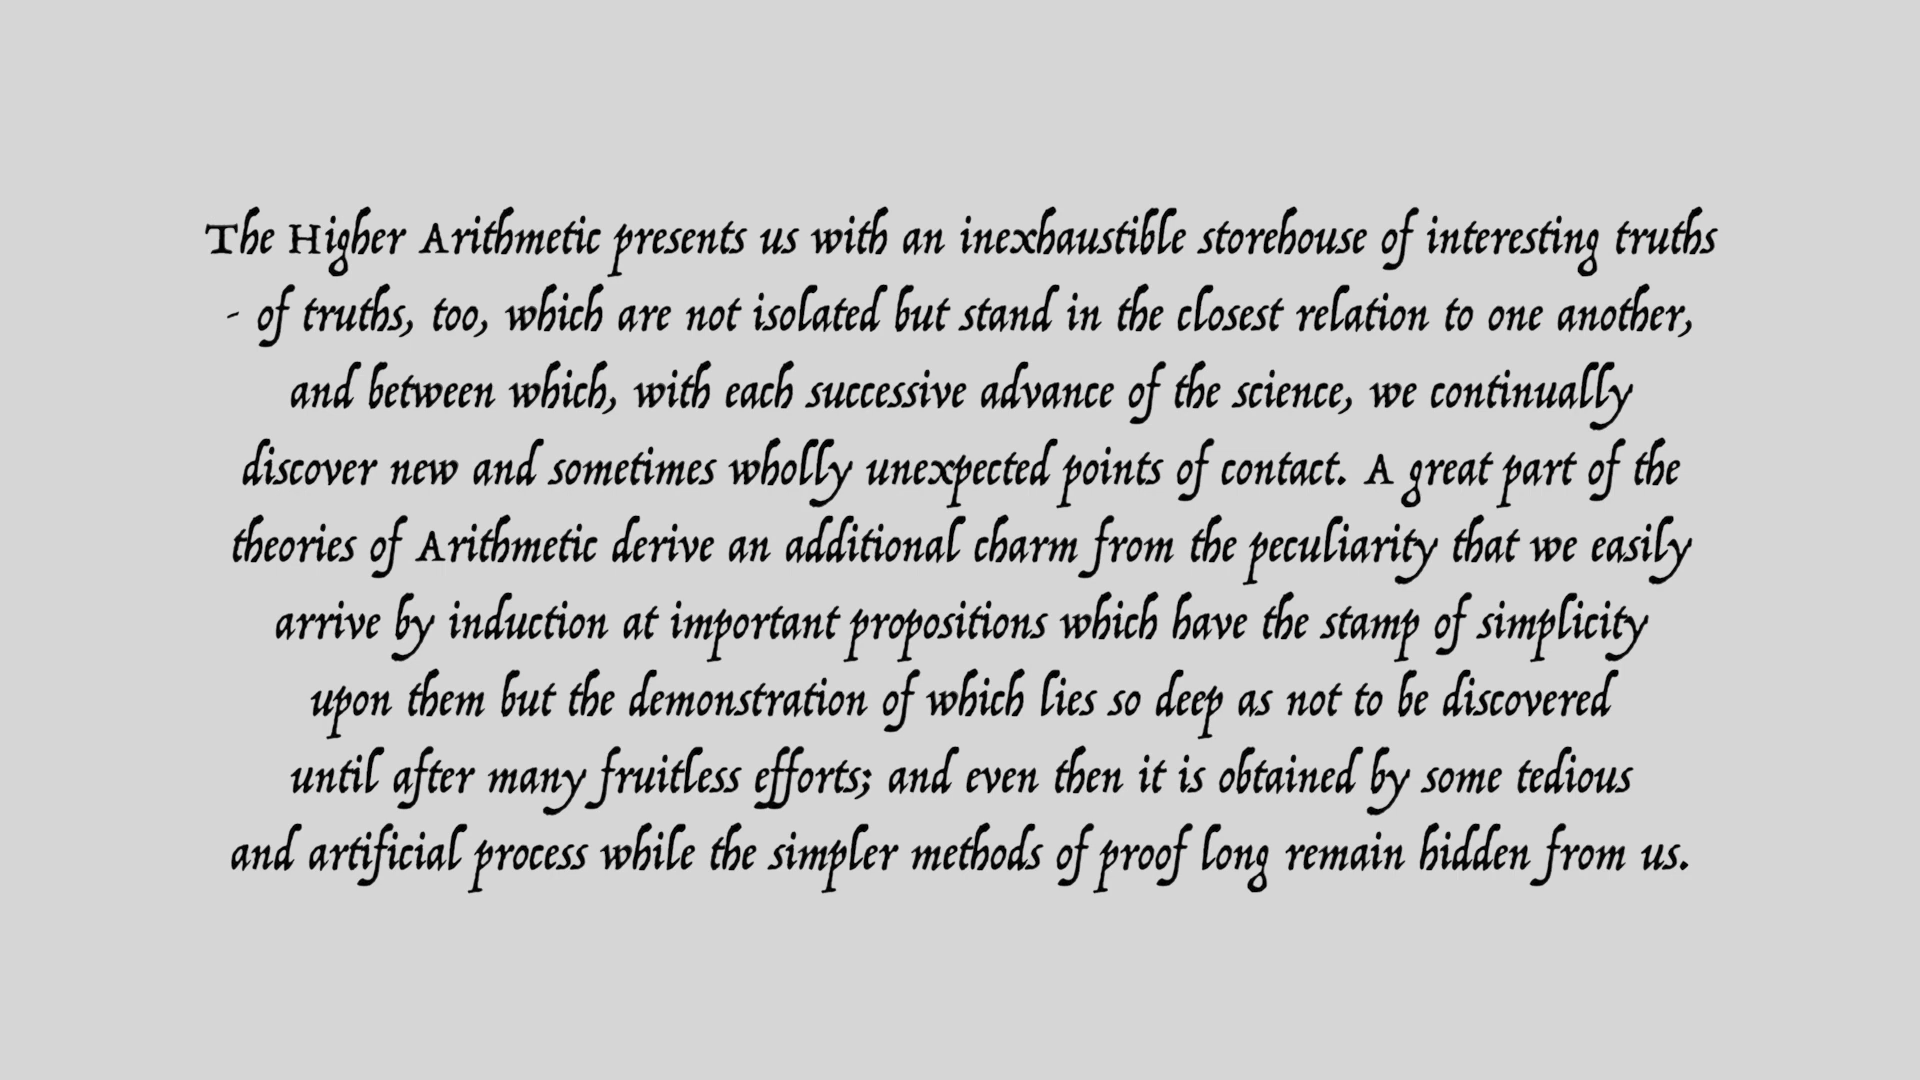 The Higher Arithmetic presents us with an inexhaustible storehouse of interesting truths
- of truths, too, which are not isolated but stand in the closest relation to one another,
and between which, with each successive advance of the science, we continually
discover new and sometimes wholly unexpected points of contact. A great part of the
theories of Arithmetic derive an additional charm from the peculiarity that we easily
arrive by induction at important propositions which have the stamp of simplicity
upon them but the demonstration of which lies so deep as not to be discovered
until after many fruitless efforts; and even then it is obtained by some tedious
and artificial process while the simpler methods of proof long remain hidden from us.